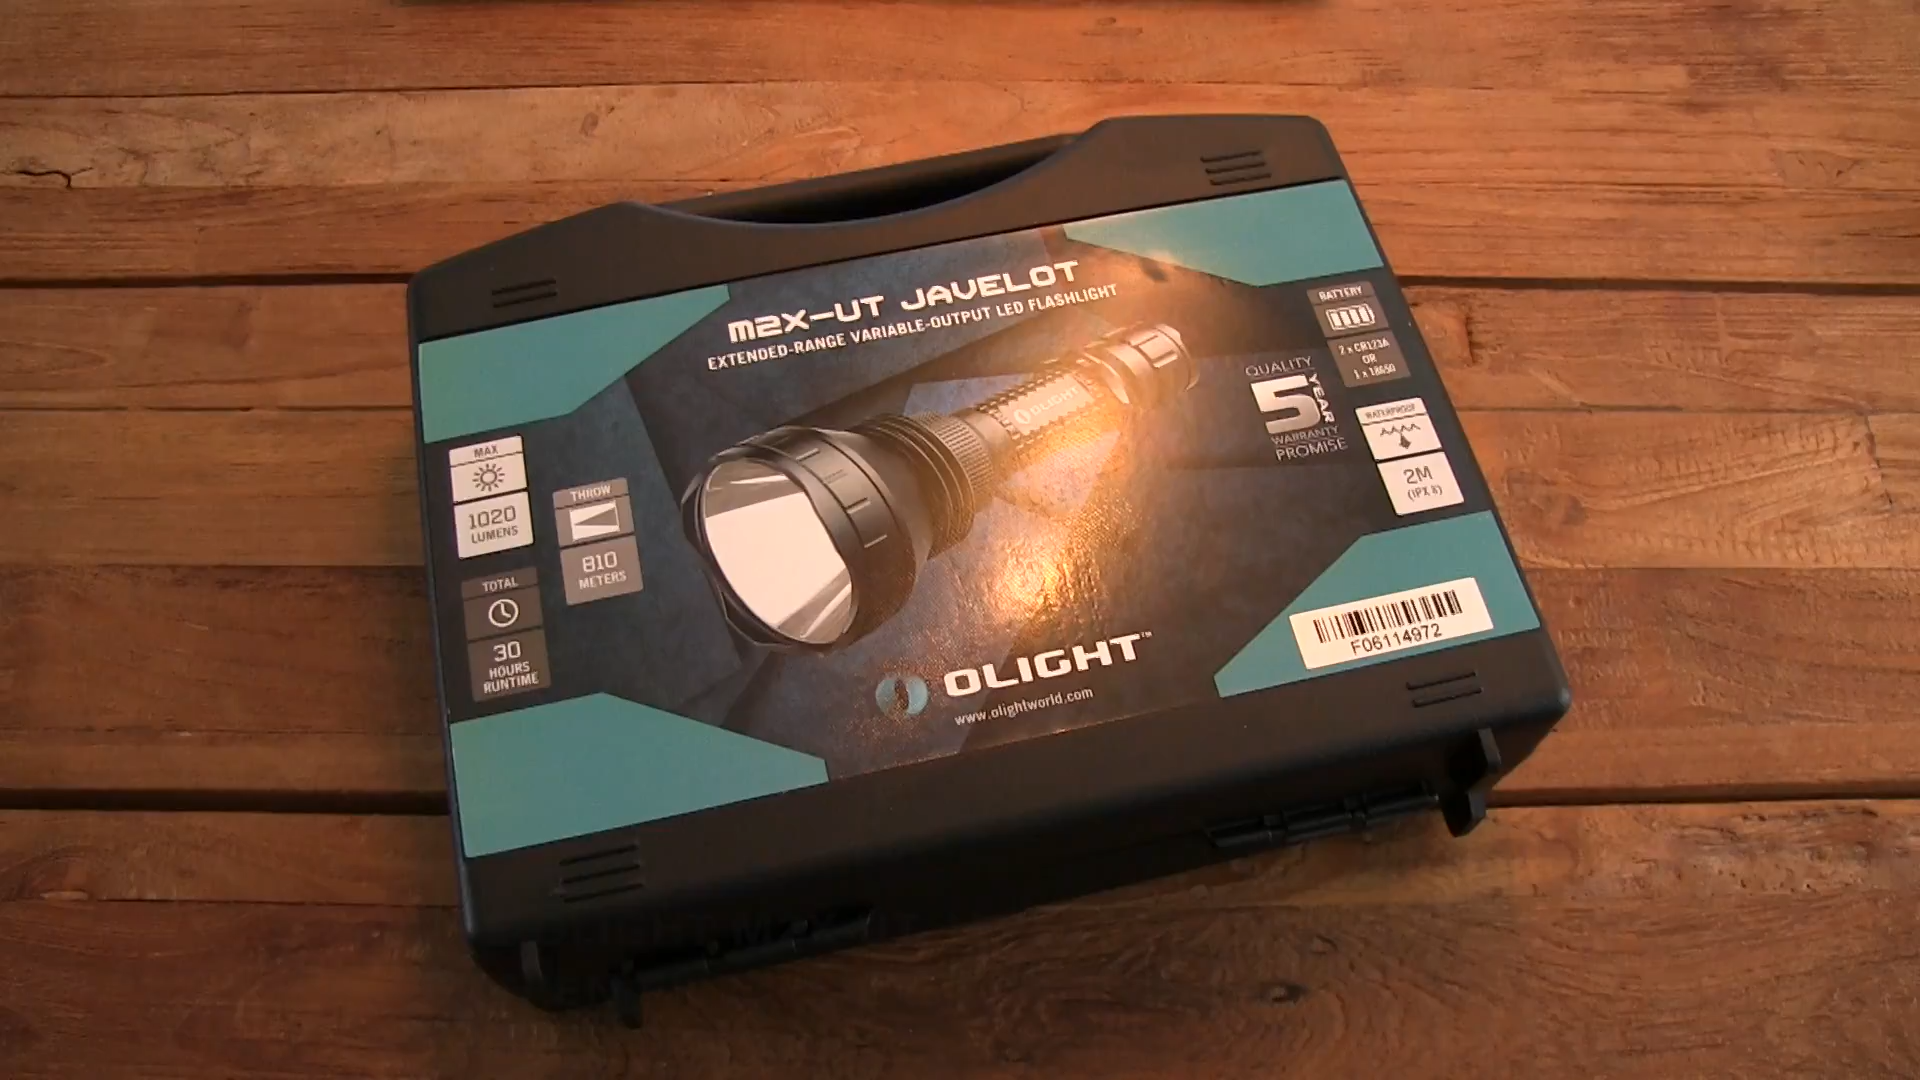 M2X-UT JAVELOT
EXTENDED-RANGE VARIABLE-OUTPUT LED FLASHLIGHT
MAX
1020
LUMENS
THROW
810
METERS
TOTAL
30
HOURS
RUNTIME
OLIGHT
QUALITY
5 YEAR
WARRANTY
PROMISE
BATTERY
2 x CR123A
OR
1 x 18650
WATERPROOF
2M
(IPX 8)
F06114972
OLIGHT™
www.olightworld.com